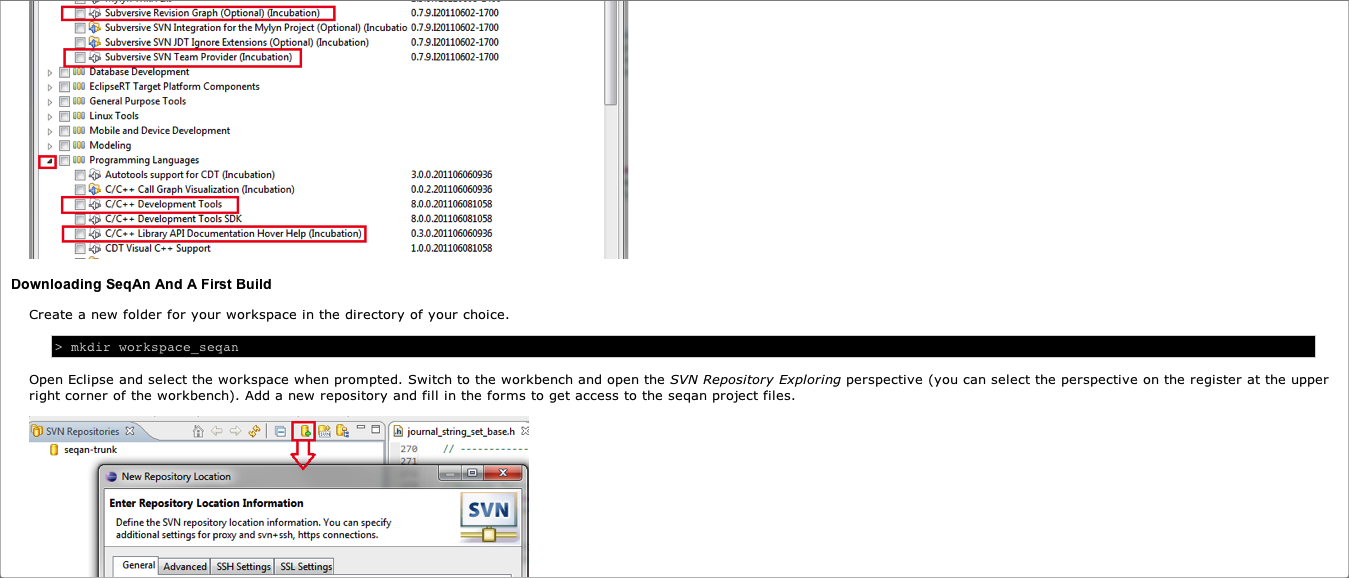 Subversive Revision Graph (Optional) (Incubation) 0.7.9.I20110602-1700
Subversive SVN Integration for the Mylyn Project (Optional) (Incubatio 0.7.9.I20110602-1700
Subversive SVN JDT Ignore Extensions (Optional) (Incubation) 0.7.9.I20110602-1700
Subversive SVN Team Provider (Incubation) 0.7.9.I20110602-1700
Database Development
EclipseRT Target Platform Components
General Purpose Tools
Linux Tools
Mobile and Device Development
Modeling
Programming Languages
Autotools support for CDT (Incubation) 3.0.0.201106060936
C/C++ Call Graph Visualization (Incubation) 0.0.2.201106060936
C/C++ Development Tools 8.0.0.201106081058
C/C++ Development Tools SDK 8.0.0.201106081058
C/C++ Library API Documentation Hover Help (Incubation) 0.3.0.201106060936
CDT Visual C++ Support 1.0.0.201106081058
Downloading SeqAn And A First Build
Create a new folder for your workspace in the directory of your choice.
> mkdir workspace_seqan
Open Eclipse and select the workspace when prompted. Switch to the workbench and open the SVN Repository Exploring perspective (you can select the perspective on the register at the upper
right corner of the workbench). Add a new repository and fill in the forms to get access to the seqan project files.
SVN Repositories journal_string_set_base.h
seqan-trunk 270 // ------------
271
New Repository Location
Enter Repository Location Information
SVN
Define the SVN repository location information. You can specify
additional settings for proxy and svn+ssh, https connections.
General Advanced SSH Settings SSL Settings